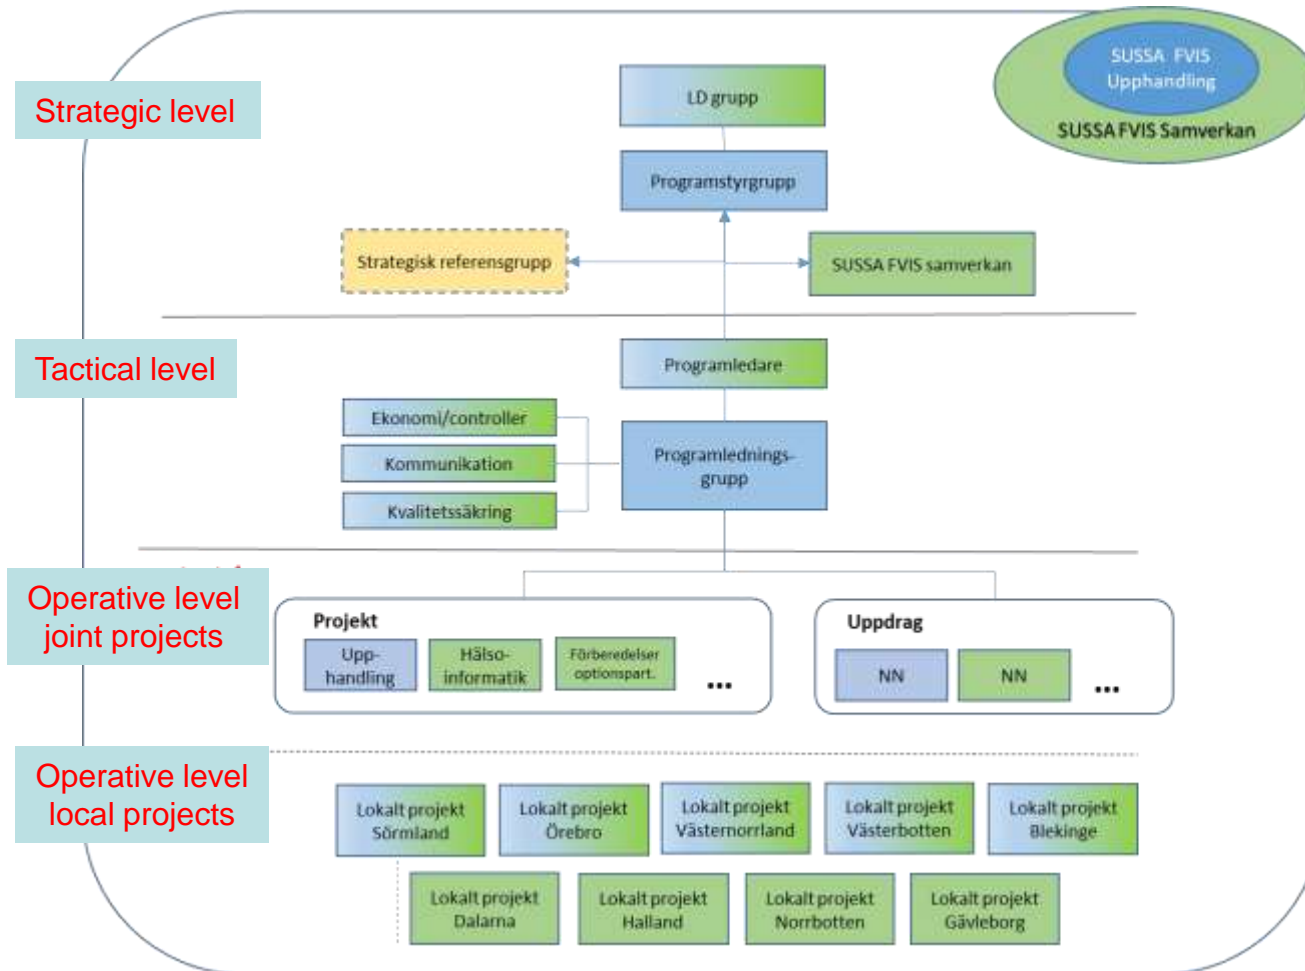 SUSSA FVIS
Upphandling
SUSSA FVIS Samverkan
Strategic level
LD grupp
Programstyrgrupp
Strategisk referensgrupp
SUSSA FVIS samverkan
Tactical level
Programledare
Ekonomi/controller
Kommunikation
Kvalitetssäkring
Programlednings-
grupp
Operative level
joint projects
Projekt
Upp-
handling
Hälso-
informatik
Förberedelser
optionspart.
...
Uppdrag
NN
NN
...
Operative level
local projects
Lokalt projekt
Sörmland
Lokalt projekt
Örebro
Lokalt projekt
Västernorrland
Lokalt projekt
Västerbotten
Lokalt projekt
Blekinge
Lokalt projekt
Dalarna
Lokalt projekt
Halland
Lokalt projekt
Norrbotten
Lokalt projekt
Gävleborg